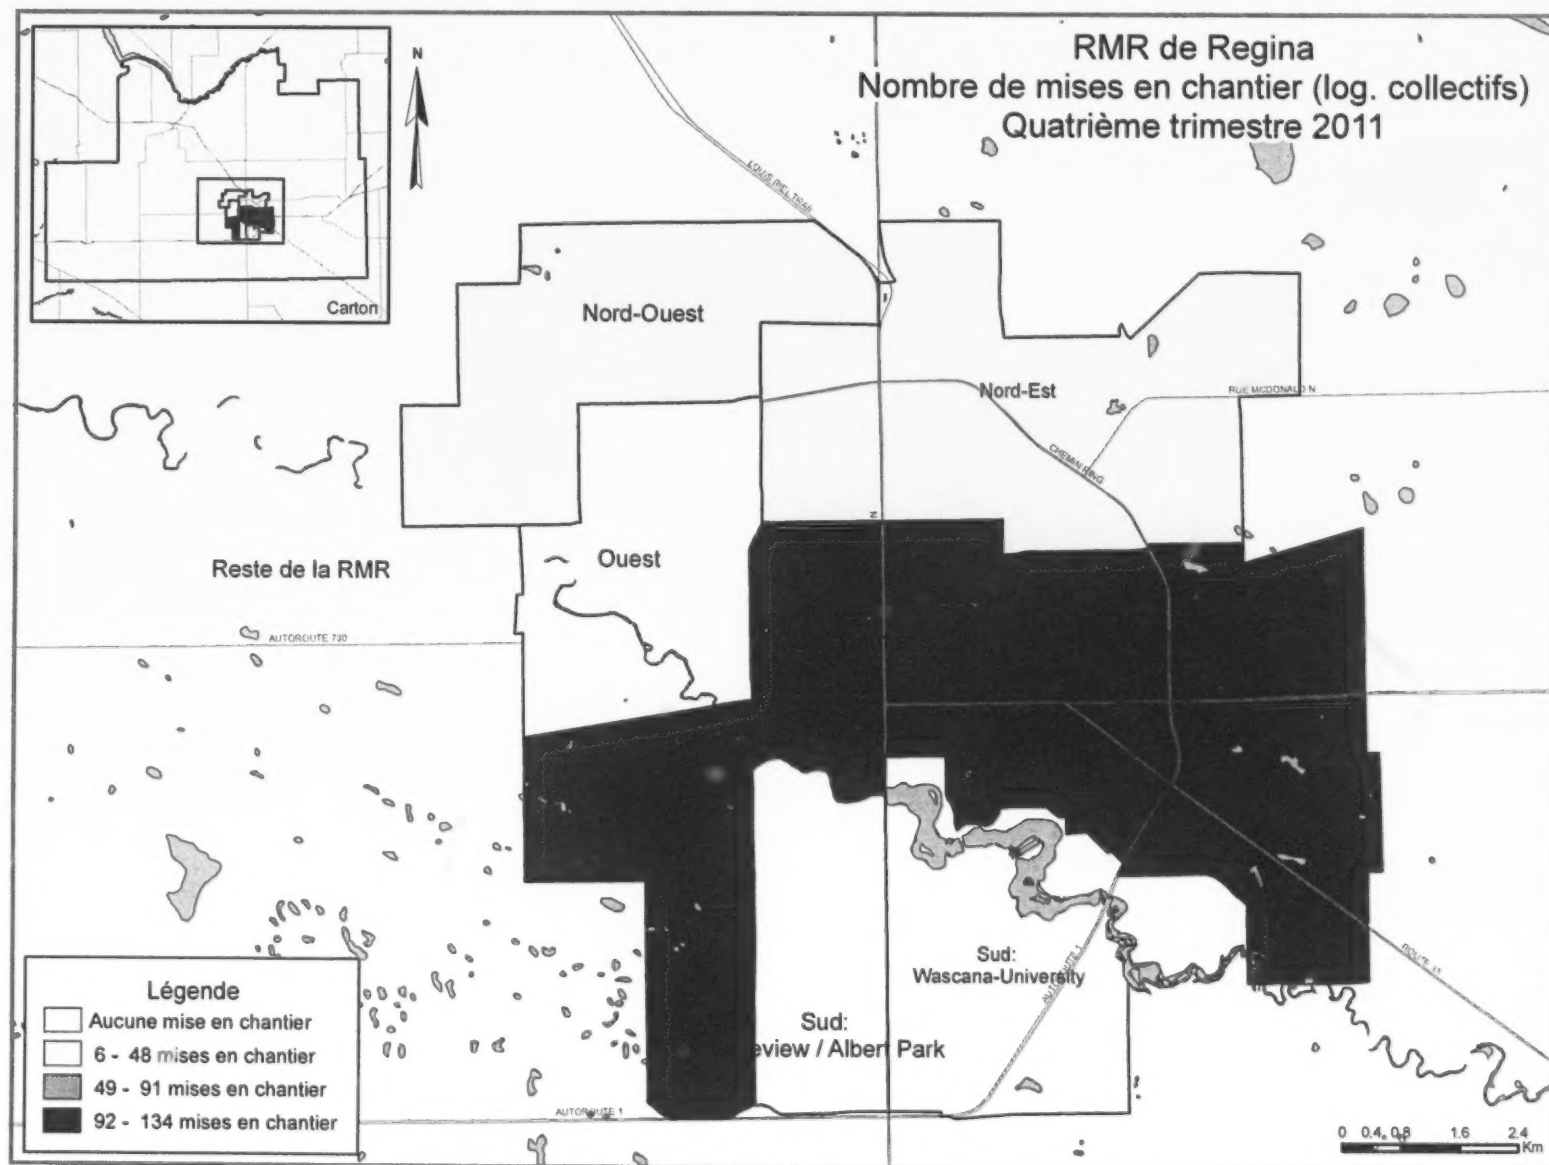 RMR de Regina
Nombre de mises en chantier (log. collectifs)
Quatrième trimestre 2011
N
Carton
LOUIS RIEL TRAIL
Nord-Ouest
Nord-Est
RUE MCDONALD N
CHEMIN RING
N
Ouest
Reste de la RMR
AUTOROUTE 730
Sud:
Wascana-University
AUTOROUTE 1
ROUTE
Sud:
eview / Albert Park
AUTOROUTE 1
Légende
Aucune mise en chantier
6 - 48 mises en chantier
49 - 91 mises en chantier
92 - 134 mises en chantier
0 0.4 0.8 1.6 2.4
Km